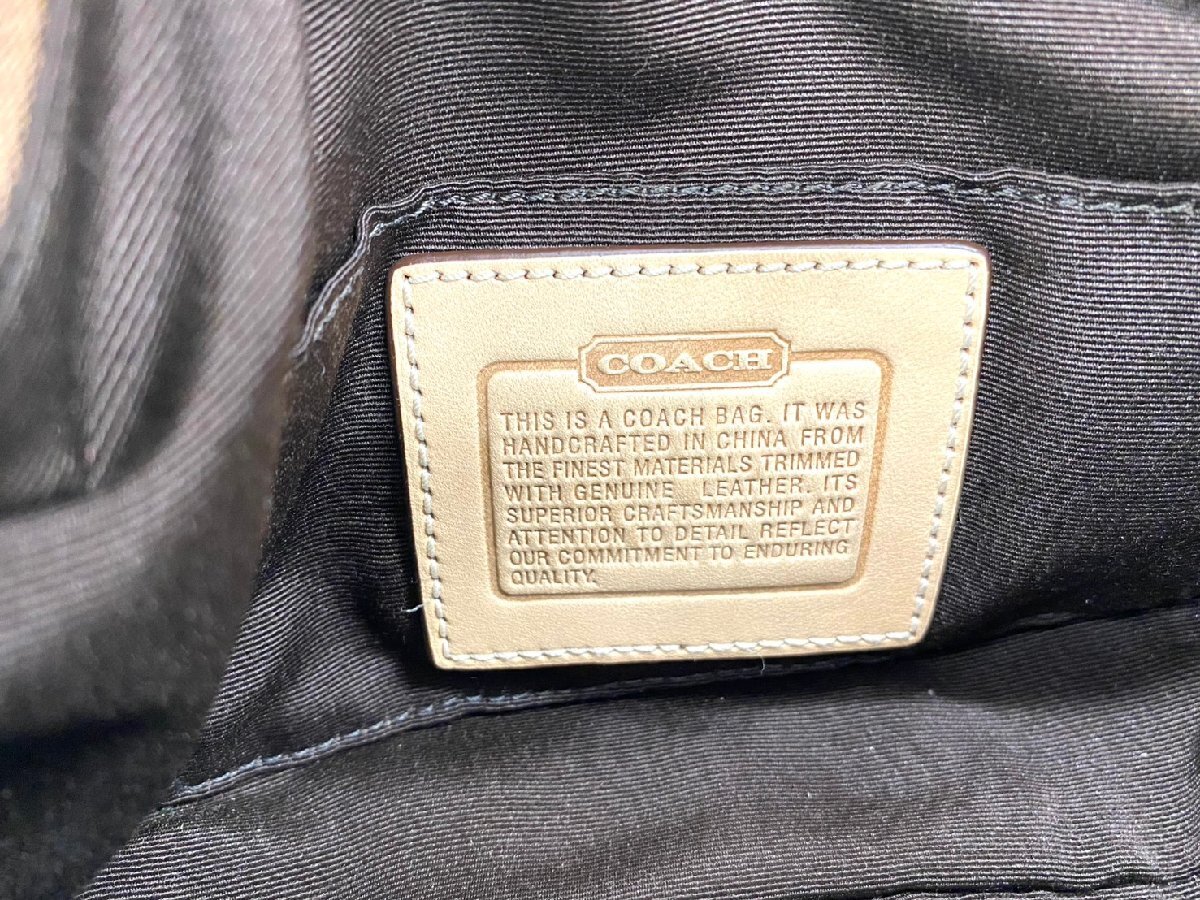 COACH
THIS IS A COACH BAG. IT WAS
HANDCRAFTED IN CHINA FROM
THE FINEST MATERIALS TRIMMED
WITH GENUINE LEATHER. ITS
SUPERIOR CRAFTSMANSHIP AND
ATTENTION TO DETAIL REFLECT
OUR COMMITMENT TO ENDURING
QUALITY.